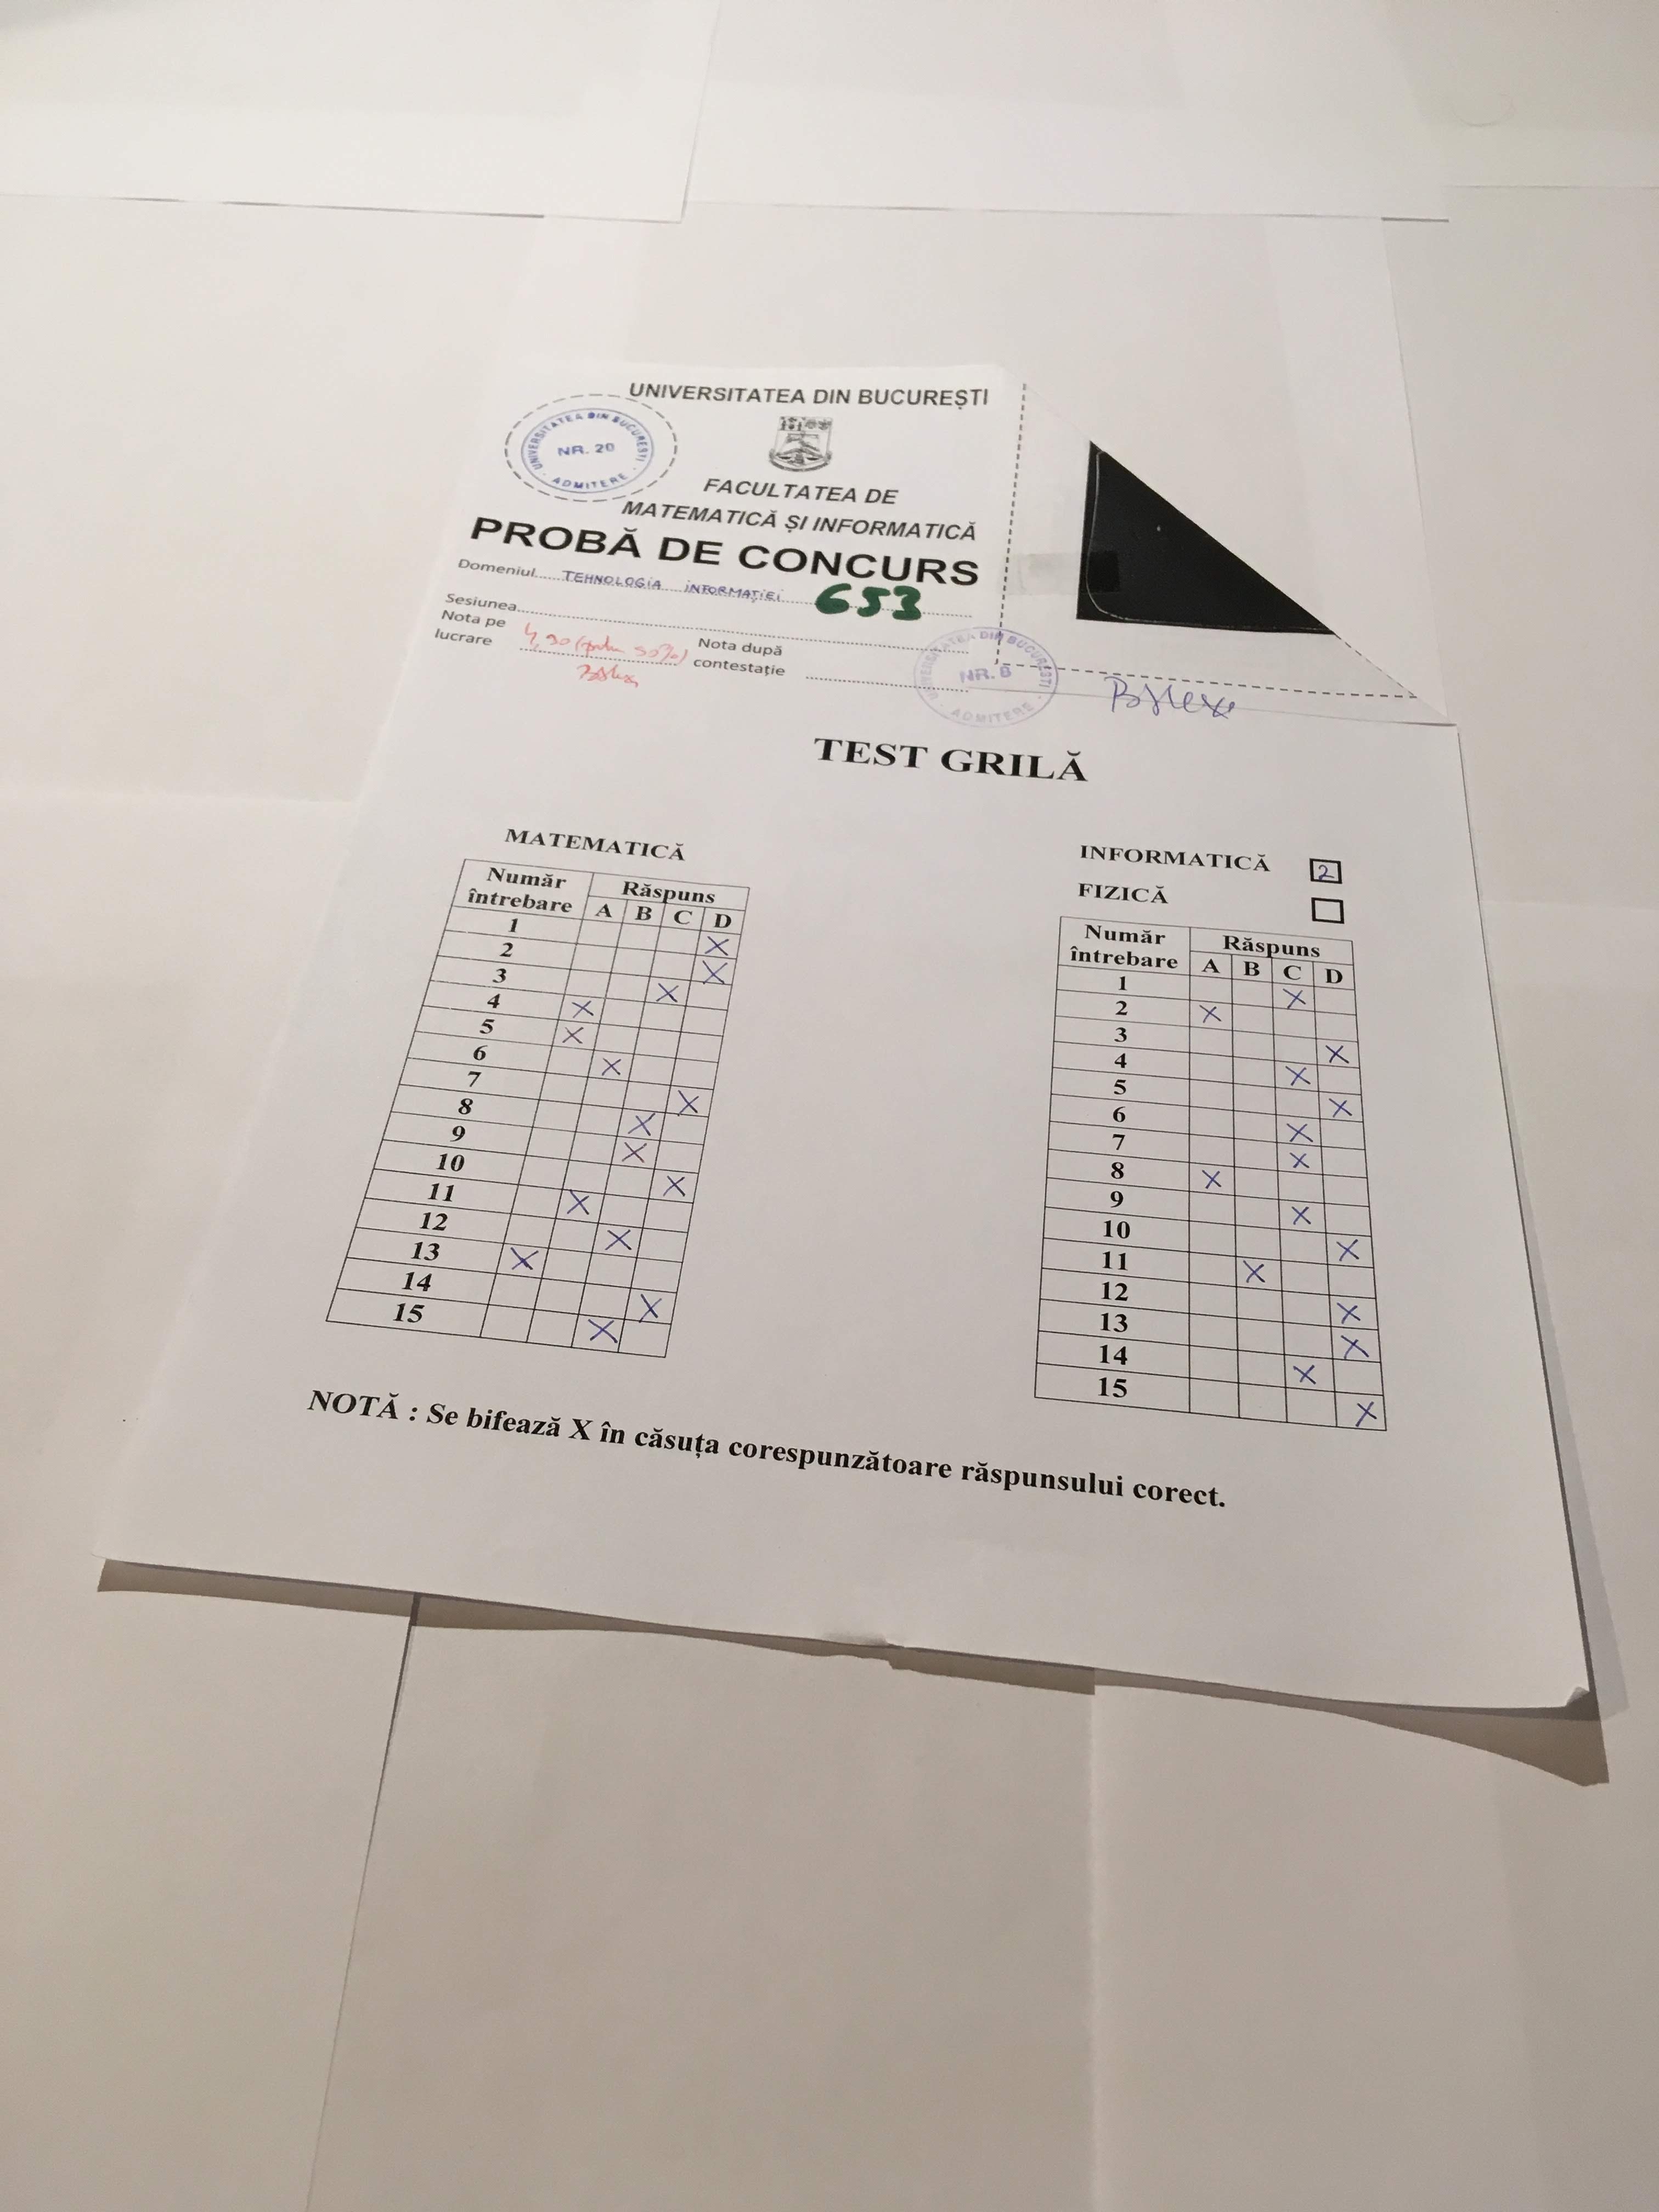 UNIVERSITATEA DIN BUCUREȘTI
UNIVERSITATEA DIN BUCUREȘTI
NR. 20
ADMITERE
FACULTATEA DE
MATEMATICĂ ȘI INFORMATICĂ
PROBĂ DE CONCURS
Domeniul TEHNOLOGIA INFORMAȚIEI 653
Sesiunea
Nota pe
lucrare
Nota după
contestație
4,90 50%)
UNIVERSITATEA DIN BUCUREȘTI
NR. 8
ADMITERE
TEST GRILĂ
MATEMATICĂ
Număr
întrebare
Răspuns
A B C D
1 X
2 X
3 X
4 X
5 X
6 X
7 X
8 X
9 X
10 X
11 X
12 X
13 X
14 X
15 X
INFORMATICĂ 2
FIZICĂ
Număr
întrebare
Răspuns
A B C D
1 X
2 X
3 X
4 X
5 X
6 X
7 X
8 X
9 X
10 X
11 X
12 X
13 X
14 X
15 X
NOTĂ : Se bifează X în căsuța corespunzătoare răspunsului corect.